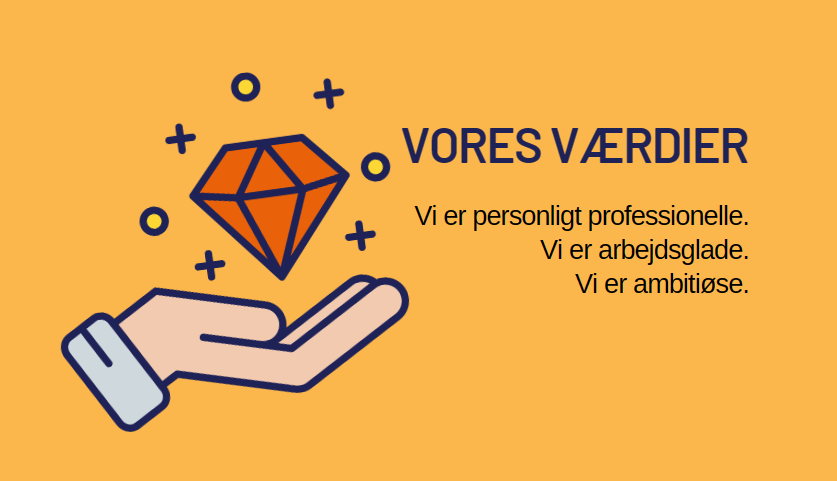 VORES VÆRDIER
Vi er personligt professionelle.
Vi er arbejdsglade.
Vi er ambitiøse.